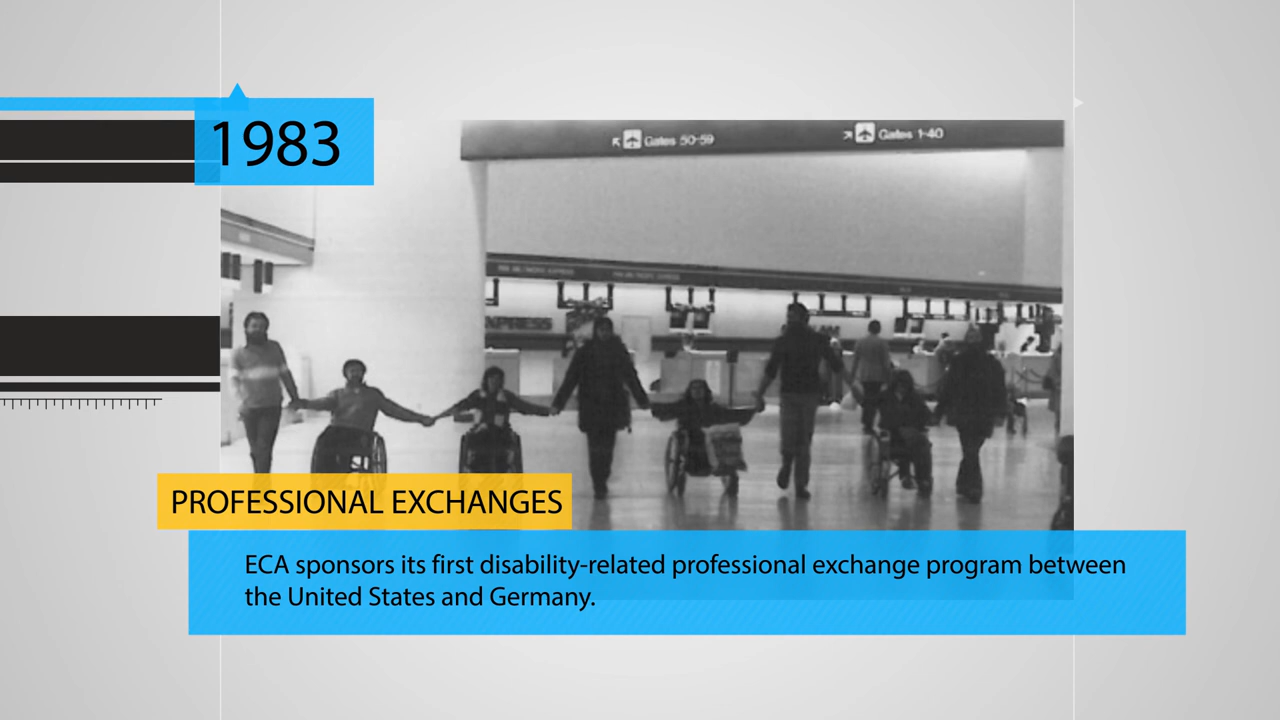 1983
Gates 50-59
Gates 1-40
EXPRESS
PROFESSIONAL EXCHANGES
ECA sponsors its first disability-related professional exchange program between
the United States and Germany.